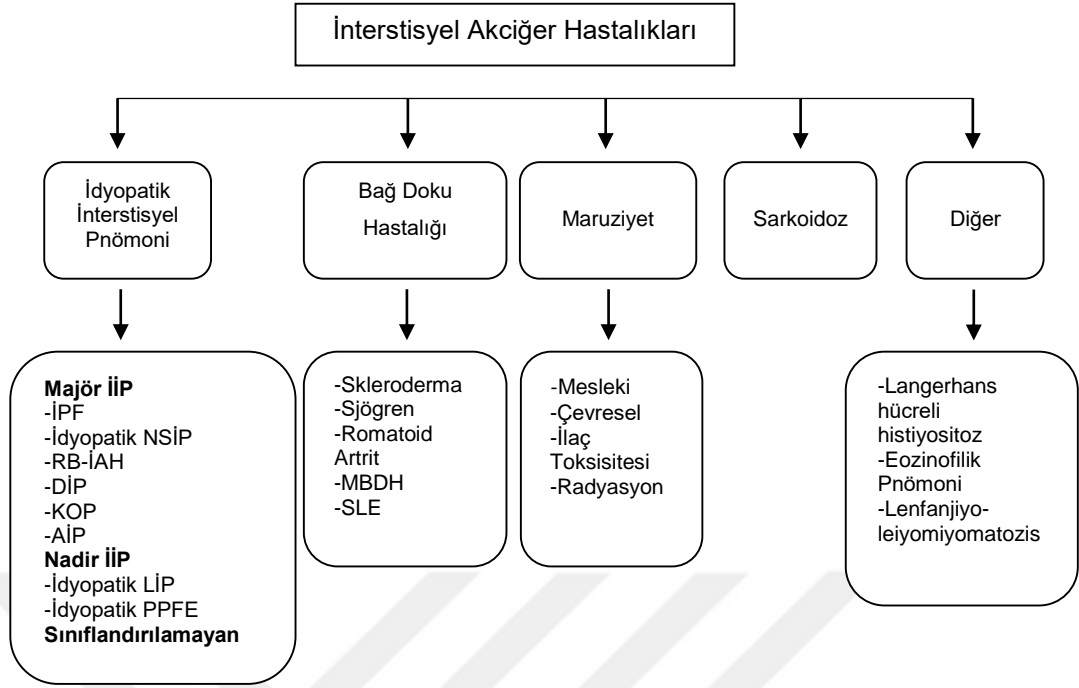 İnterstisyel Akciğer Hastalıkları
İdyopatik
İnterstisyel
Pnömoni
Bağ Doku
Hastalığı
Maruziyet
Sarkoidoz
Diğer
Majör İİP
-İPF
-İdyopatik NSİP
-RB-İAH
-DİP
-KOP
-AİP
Nadir İİP
-İdyopatik LİP
-İdyopatik PPFE
Sınıflandırılamayan
-Skleroderma
-Sjögren
-Romatoid
Artrit
-MBDH
-SLE
-Mesleki
-Çevresel
-İlaç
Toksisitesi
-Radyasyon
-Langerhans
hücreli
histiyositoz
-Eozinofilik
Pnömoni
-Lenfanjiyo-
leiyomiyomatozis